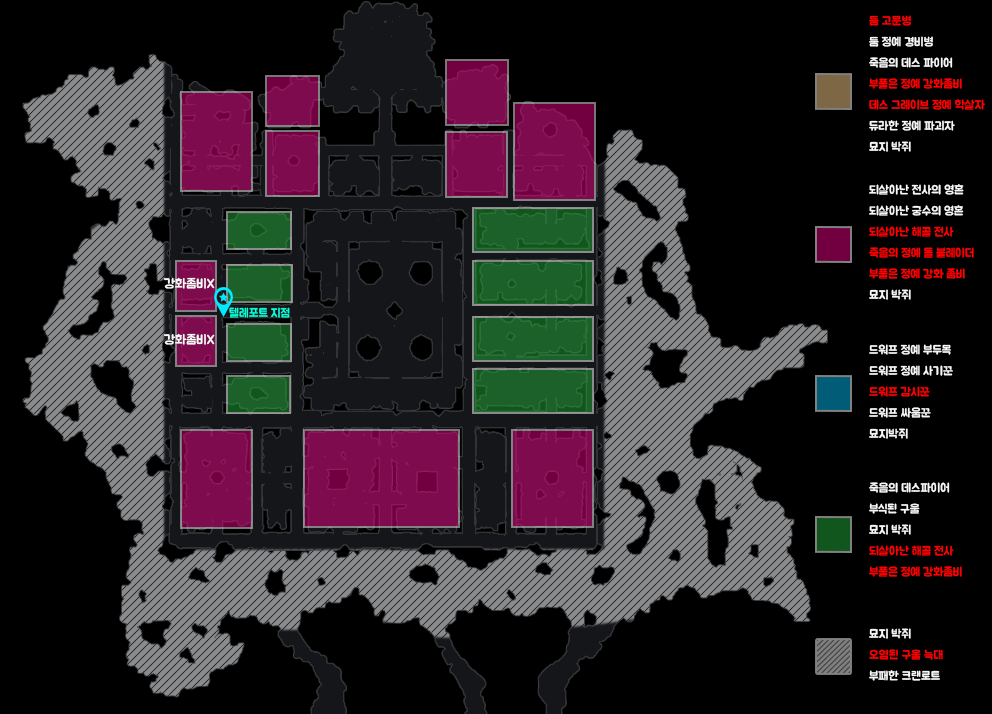 둠 고룬병
둠 정예 경비병
죽음의 데스 파이어
부풀은 정예 강화좀비
데스 그레이브 정예 학살자
듀라한 정예 파괴자
묘지 박쥐
되살아난 전사의 영혼
되살아난 궁수의 영혼
되살아난 해골 전사
죽음의 정예 둠 블레이더
부풀은 정예 강화 좀비
묘지 박쥐
강화좀비X
텔레포트 지점
강화좀비X
드워프 정예 부두목
드워프 정예 사기꾼
드워프 감시꾼
드워프 싸움꾼
묘지박쥐
죽음의 데스파이어
부식된 구울
묘지 박쥐
되살아난 해골 전사
부풀은 정예 강화좀비
묘지 박쥐
오염된 구울 늑대
부패한 크랜로트